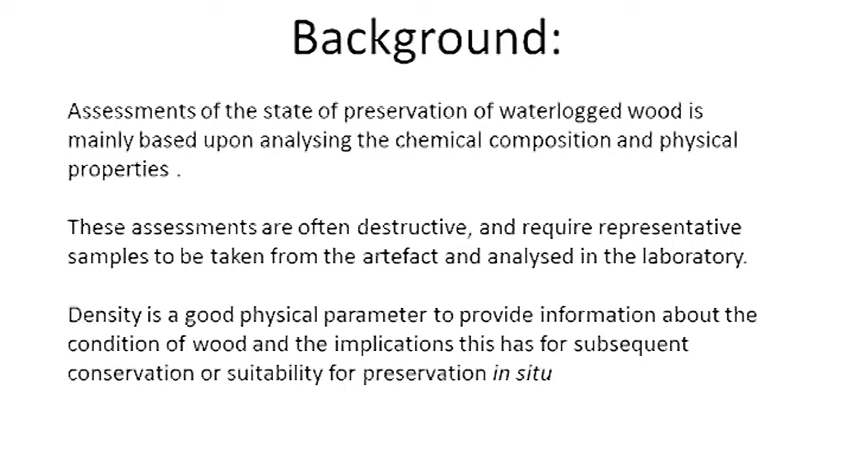 Background:
Assessments of the state of preservation of waterlogged wood is
mainly based upon analysing the chemical composition and physical
properties .
These assessments are often destructive, and require representative
samples to be taken from the artefact and analysed in the laboratory.
Density is a good physical parameter to provide information about the
condition of wood and the implications this has for subsequent
conservation or suitability for preservation in situ